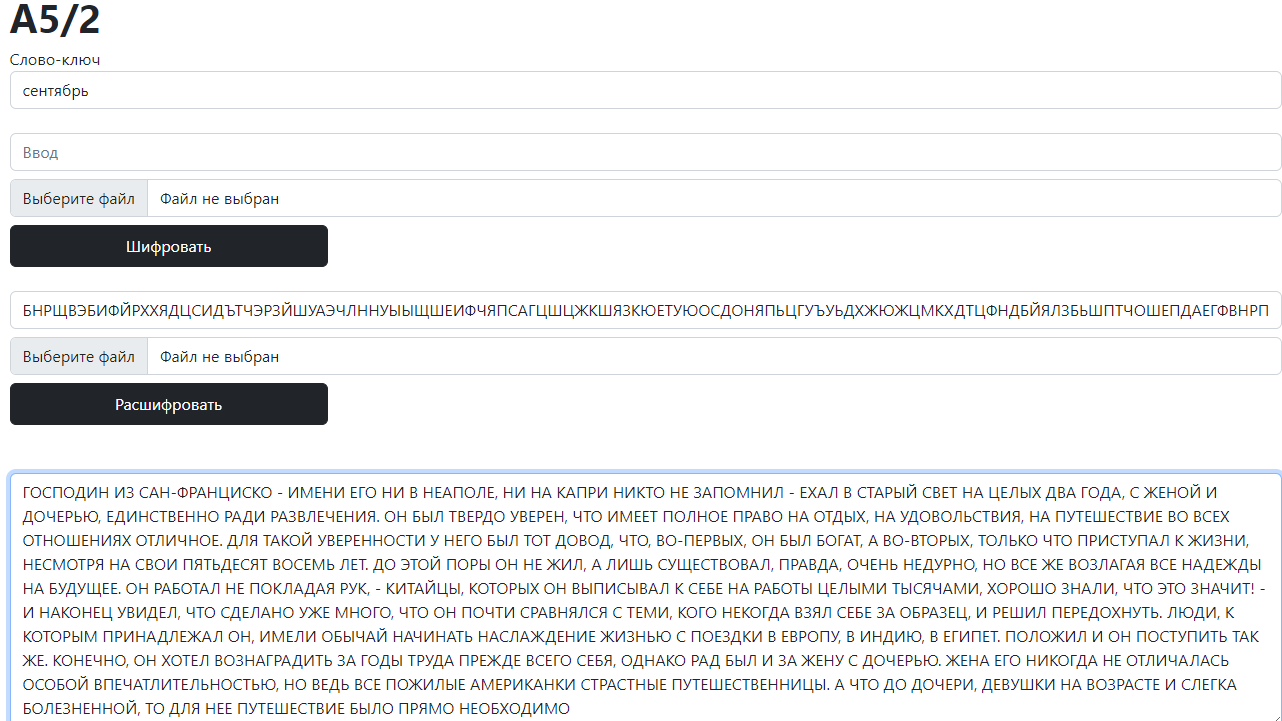 A5/2
Слово-ключ
сентябрь
Ввод
Выберите файл Файл не выбран
Шифровать
БНРЩВЭБИФЙРХХЯДЦСИДЪТЧЭРЗЙШУАЭЧЛННУЫЫЩШЕИФЧЯПСАГЦШЦЖКШЯЗКЮЕТУЮОСДОНЯПЬЦГУЪУЬДХЖЮЖЦМКХДТЦФНДБЙЯЛЗБЬШПТЧОШЕПДАЕГФВНРП
Выберите файл Файл не выбран
Расшифровать
ГОСПОДИН ИЗ САН-ФРАНЦИСКО - ИМЕНИ ЕГО НИ В НЕАПОЛЕ, НИ НА КАПРИ НИКТО НЕ ЗАПОМНИЛ - ЕХАЛ В СТАРЫЙ СВЕТ НА ЦЕЛЫХ ДВА ГОДА, С ЖЕНОЙ И
ДОЧЕРЬЮ, ЕДИНСТВЕННО РАДИ РАЗВЛЕЧЕНИЯ. ОН БЫЛ ТВЕРДО УВЕРЕН, ЧТО ИМЕЕТ ПОЛНОЕ ПРАВО НА ОТДЫХ, НА УДОВОЛЬСТВИЯ, НА ПУТЕШЕСТВИЕ ВО ВСЕХ
ОТНОШЕНИЯХ ОТЛИЧНОЕ. ДЛЯ ТАКОЙ УВЕРЕННОСТИ У НЕГО БЫЛ ТОТ ДОВОД, ЧТО, ВО-ПЕРВЫХ, ОН БЫЛ БОГАТ, А ВО-ВТОРЫХ, ТОЛЬКО ЧТО ПРИСТУПАЛ К ЖИЗНИ,
НЕСМОТРЯ НА СВОИ ПЯТЬДЕСЯТ ВОСЕМЬ ЛЕТ. ДО ЭТОЙ ПОРЫ ОН НЕ ЖИЛ, А ЛИШЬ СУЩЕСТВОВАЛ, ПРАВДА, ОЧЕНЬ НЕДУРНО, НО ВСЕ ЖЕ ВОЗЛАГАЯ ВСЕ НАДЕЖДЫ
НА БУДУЩЕЕ. ОН РАБОТАЛ НЕ ПОКЛАДАЯ РУК, - КИТАЙЦЫ, КОТОРЫХ ОН ВЫПИСЫВАЛ К СЕБЕ НА РАБОТЫ ЦЕЛЫМИ ТЫСЯЧАМИ, ХОРОШО ЗНАЛИ, ЧТО ЭТО ЗНАЧИТ! -
И НАКОНЕЦ УВИДЕЛ, ЧТО СДЕЛАНО УЖЕ МНОГО, ЧТО ОН ПОЧТИ СРАВНЯЛСЯ С ТЕМИ, КОГО НЕКОГДА ВЗЯЛ СЕБЕ ЗА ОБРАЗЕЦ, И РЕШИЛ ПЕРЕДОХНУТЬ. ЛЮДИ, К
КОТОРЫМ ПРИНАДЛЕЖАЛ ОН, ИМЕЛИ ОБЫЧАЙ НАЧИНАТЬ НАСЛАЖДЕНИЕ ЖИЗНЬЮ С ПОЕЗДКИ В ЕВРОПУ, В ИНДИЮ, В ЕГИПЕТ. ПОЛОЖИЛ И ОН ПОСТУПИТЬ ТАК
ЖЕ. КОНЕЧНО, ОН ХОТЕЛ ВОЗНАГРАДИТЬ ЗА ГОДЫ ТРУДА ПРЕЖДЕ ВСЕГО СЕБЯ, ОДНАКО РАД БЫЛ И ЗА ЖЕНУ С ДОЧЕРЬЮ. ЖЕНА ЕГО НИКОГДА НЕ ОТЛИЧАЛАСЬ
ОСОБОЙ ВПЕЧАТЛИТЕЛЬНОСТЬЮ, НО ВЕДЬ ВСЕ ПОЖИЛЫЕ АМЕРИКАНКИ СТРАСТНЫЕ ПУТЕШЕСТВЕННИЦЫ. А ЧТО ДО ДОЧЕРИ, ДЕВУШКИ НА ВОЗРАСТЕ И СЛЕГКА
БОЛЕЗНЕННОЙ, ТО ДЛЯ НЕЕ ПУТЕШЕСТВИЕ БЫЛО ПРЯМО НЕОБХОДИМО